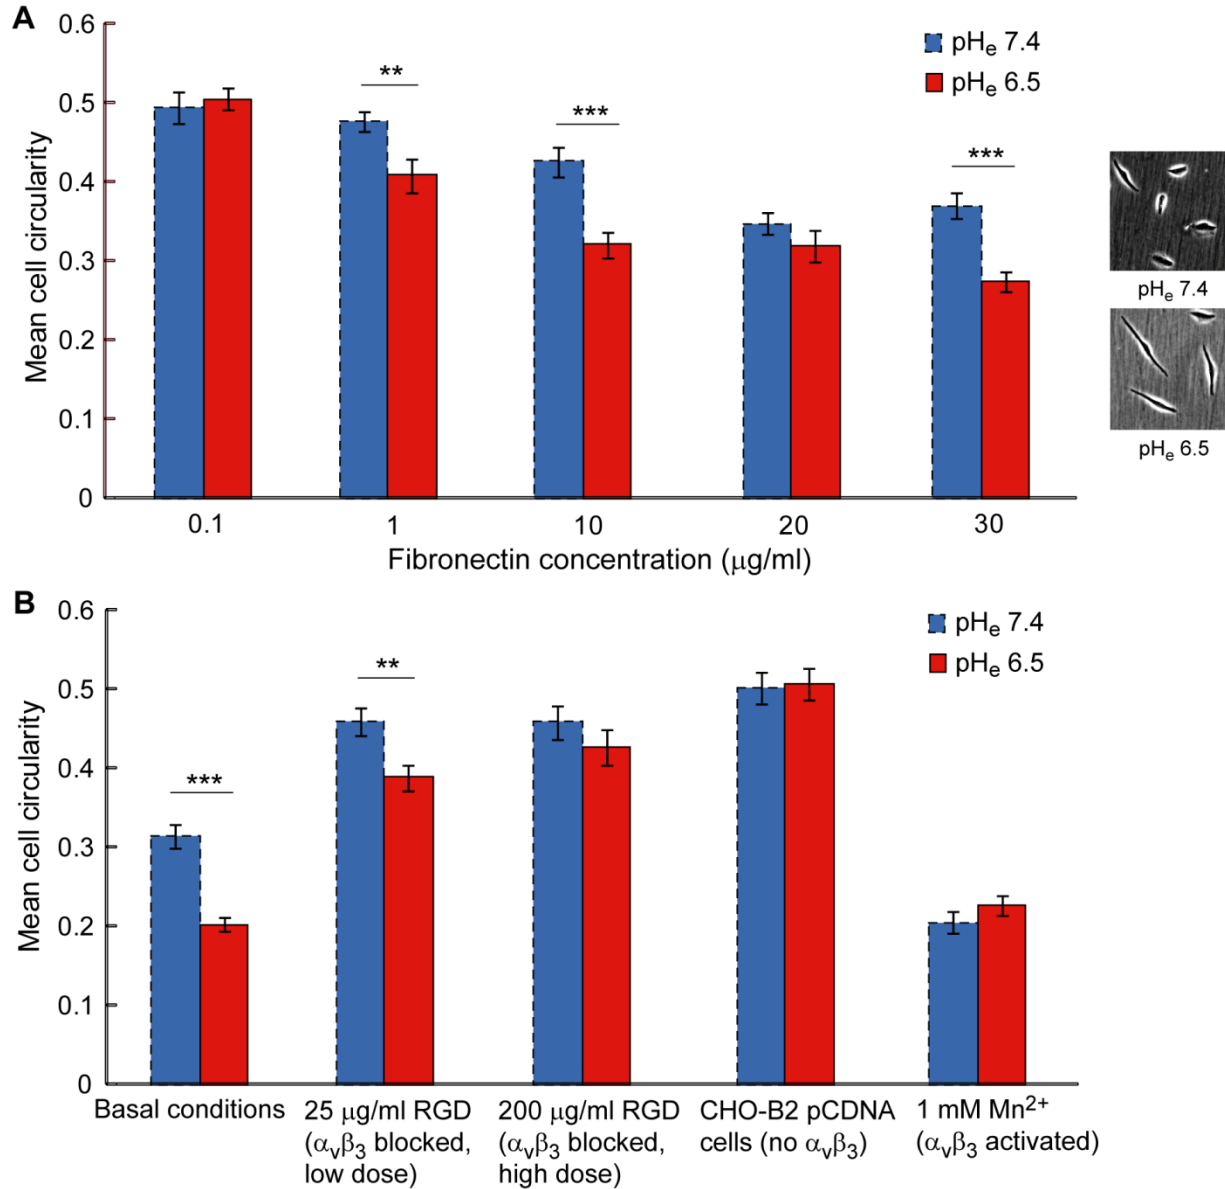 A
0.6
0.5
0.4
0.3
0.2
0.1
0
Mean cell circularity
pHₑ 7.4
pHₑ 6.5
**
***
***
0.1 1 10 20 30
Fibronectin concentration (μg/ml)
pHₑ 7.4
pHₑ 6.5
B
0.6
0.5
0.4
0.3
0.2
0.1
0
Mean cell circularity
pHₑ 7.4
pHₑ 6.5
***
**
Basal conditions
25 μg/ml RGD
(αᵥβ₃ blocked,
low dose)
200 μg/ml RGD
(αᵥβ₃ blocked,
high dose)
CHO-B2 pCDNA
cells (no αᵥβ₃)
1 mM Mn²⁺
(αᵥβ₃ activated)